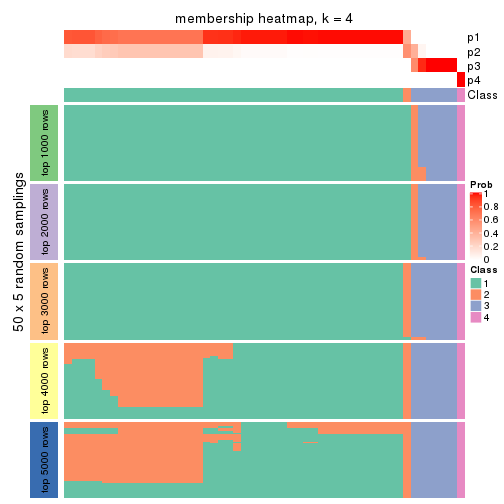 membership heatmap, k = 4
p1
p2
p3
p4
Class
50 x 5 random samplings
top 1000 rows
top 2000 rows
top 3000 rows
top 4000 rows
top 5000 rows
Prob
1
0.8
0.6
0.4
0.2
0
Class
1
2
3
4